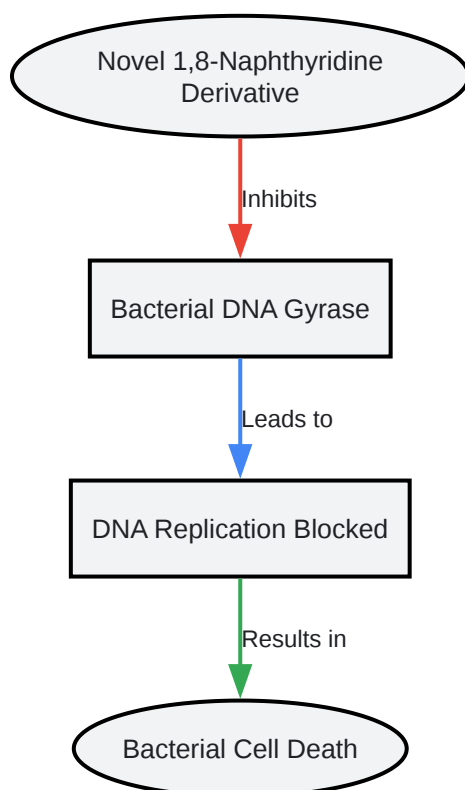 Novel 1,8-Naphthyridine
Derivative
Inhibits
Bacterial DNA Gyrase
Leads to
DNA Replication Blocked
Results in
Bacterial Cell Death